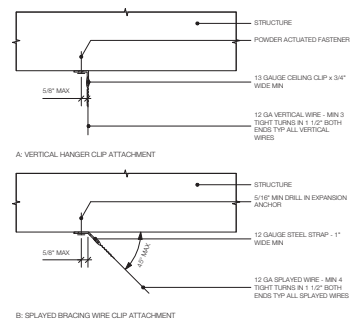 STRUCTURE
POWDER ACTUATED FASTENER
13 GAUGE CEILING CLIP x 3/4"
WIDE MIN
5/8" MAX
12 GA VERTICAL WIRE - MIN 3
TIGHT TURNS IN 1 1/2" BOTH
ENDS TYP ALL VERTICAL
WIRES
A: VERTICAL HANGER CLIP ATTACHMENT
STRUCTURE
5/16" MIN DRILL IN EXPANSION
ANCHOR
12 GAUGE STEEL STRAP - 1"
WIDE MIN
5/8" MAX
45° MAX
12 GA SPLAYED WIRE - MIN 4
TIGHT TURNS IN 1 1/2" BOTH
ENDS TYP ALL SPLAYED WIRES
B: SPLAYED BRACING WIRE CLIP ATTACHMENT